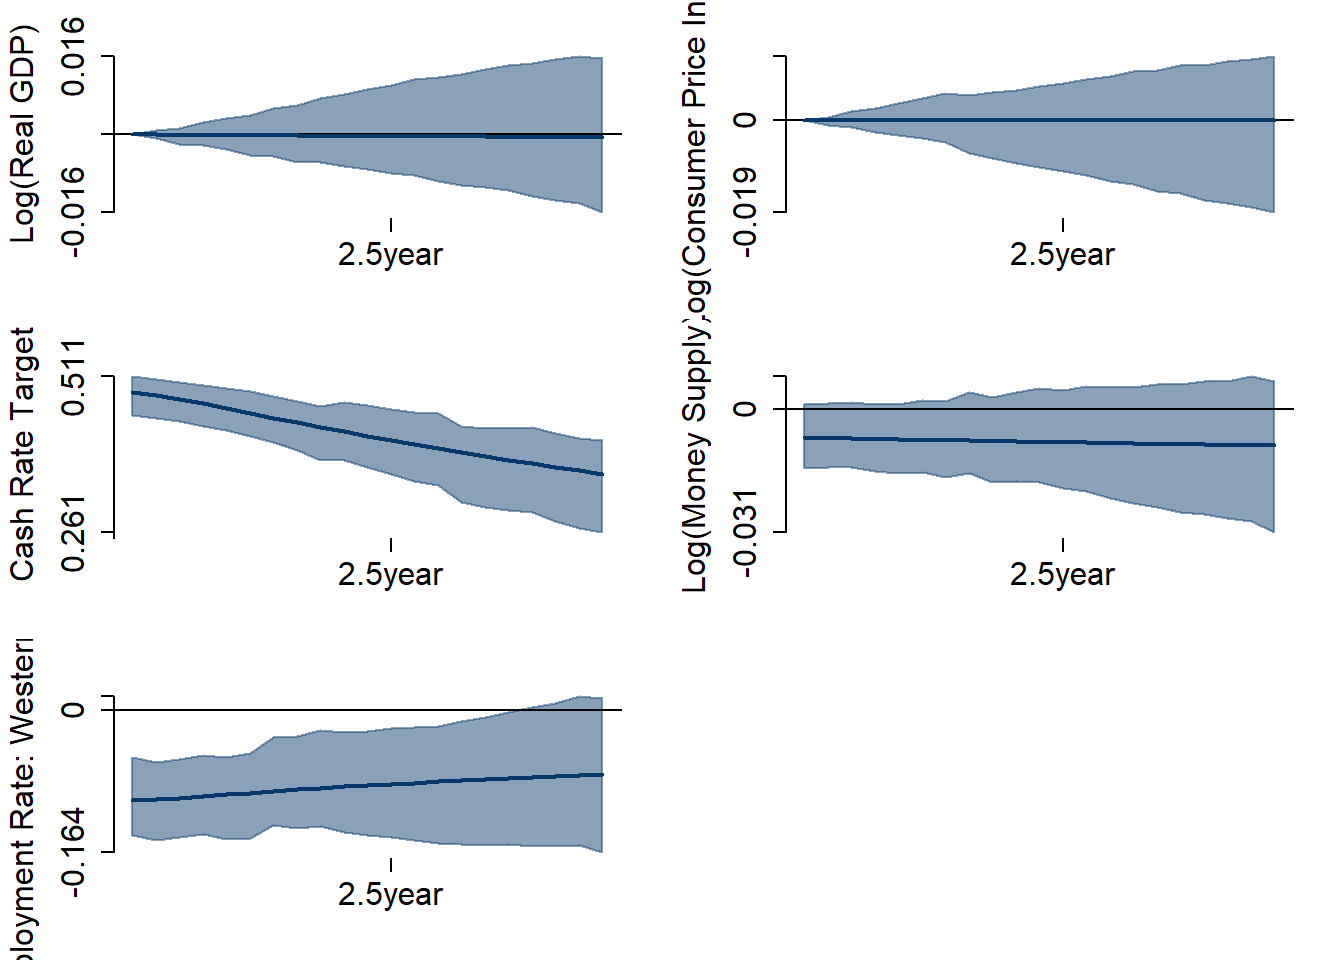 Log(Real GDP)
0.016
-0.016
2.5year
Log(Consumer Price In
0
-0.019
2.5year
Cash Rate Target
0.511
0.261
2.5year
Log(Money Supply)
0
-0.031
2.5year
ployment Rate: Western
0
-0.164
2.5year